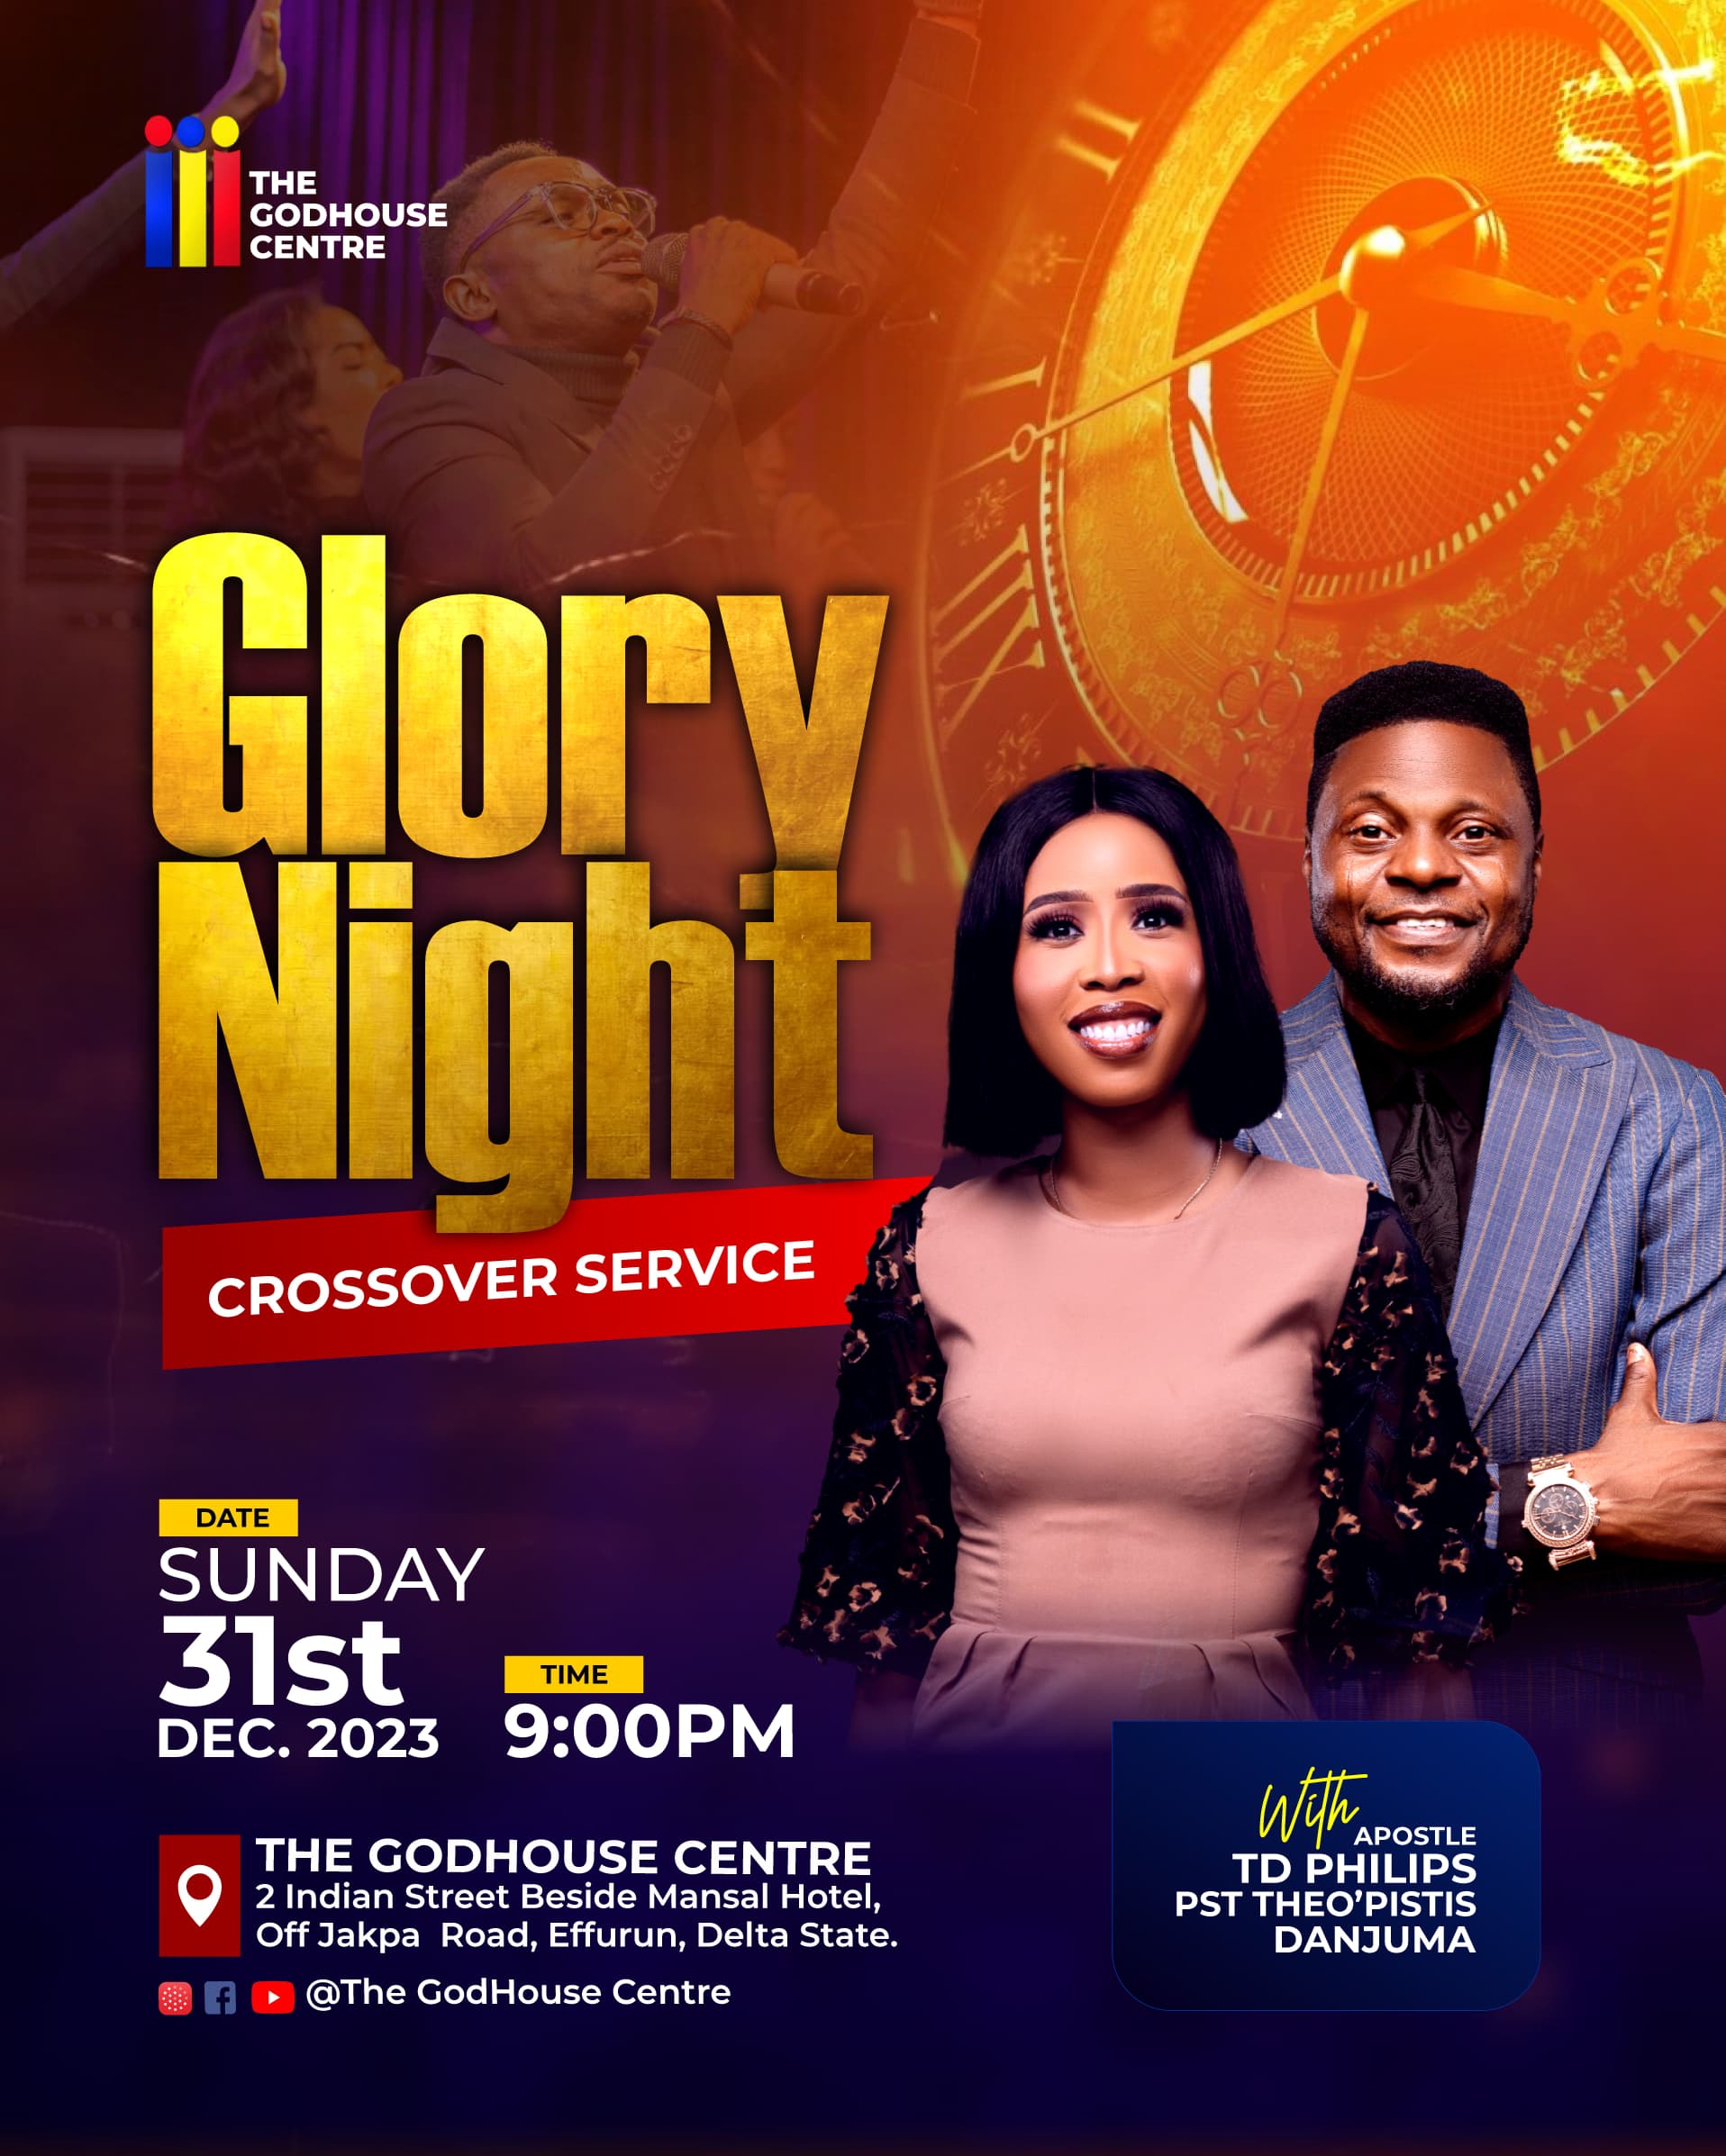 THE
GODHOUSE
CENTRE
Glory
Night
CROSSOVER SERVICE
DATE
SUNDAY
31st
DEC. 2023
TIME
9:00PM
THE GODHOUSE CENTRE
2 Indian Street Beside Mansal Hotel,
Off Jakpa Road, Effurun, Delta State.
@The GodHouse Centre
With
APOSTLE
TD PHILIPS
PST THEO'PISTIS
DANJUMA